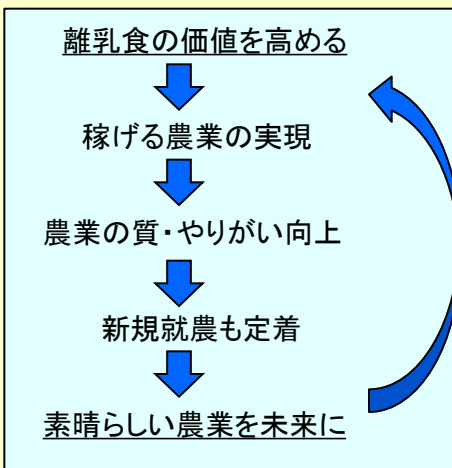 離乳食の価値を高める
稼げる農業の実現
農業の質・やりがい向上
新規就農も定着
素晴らしい農業を未来に